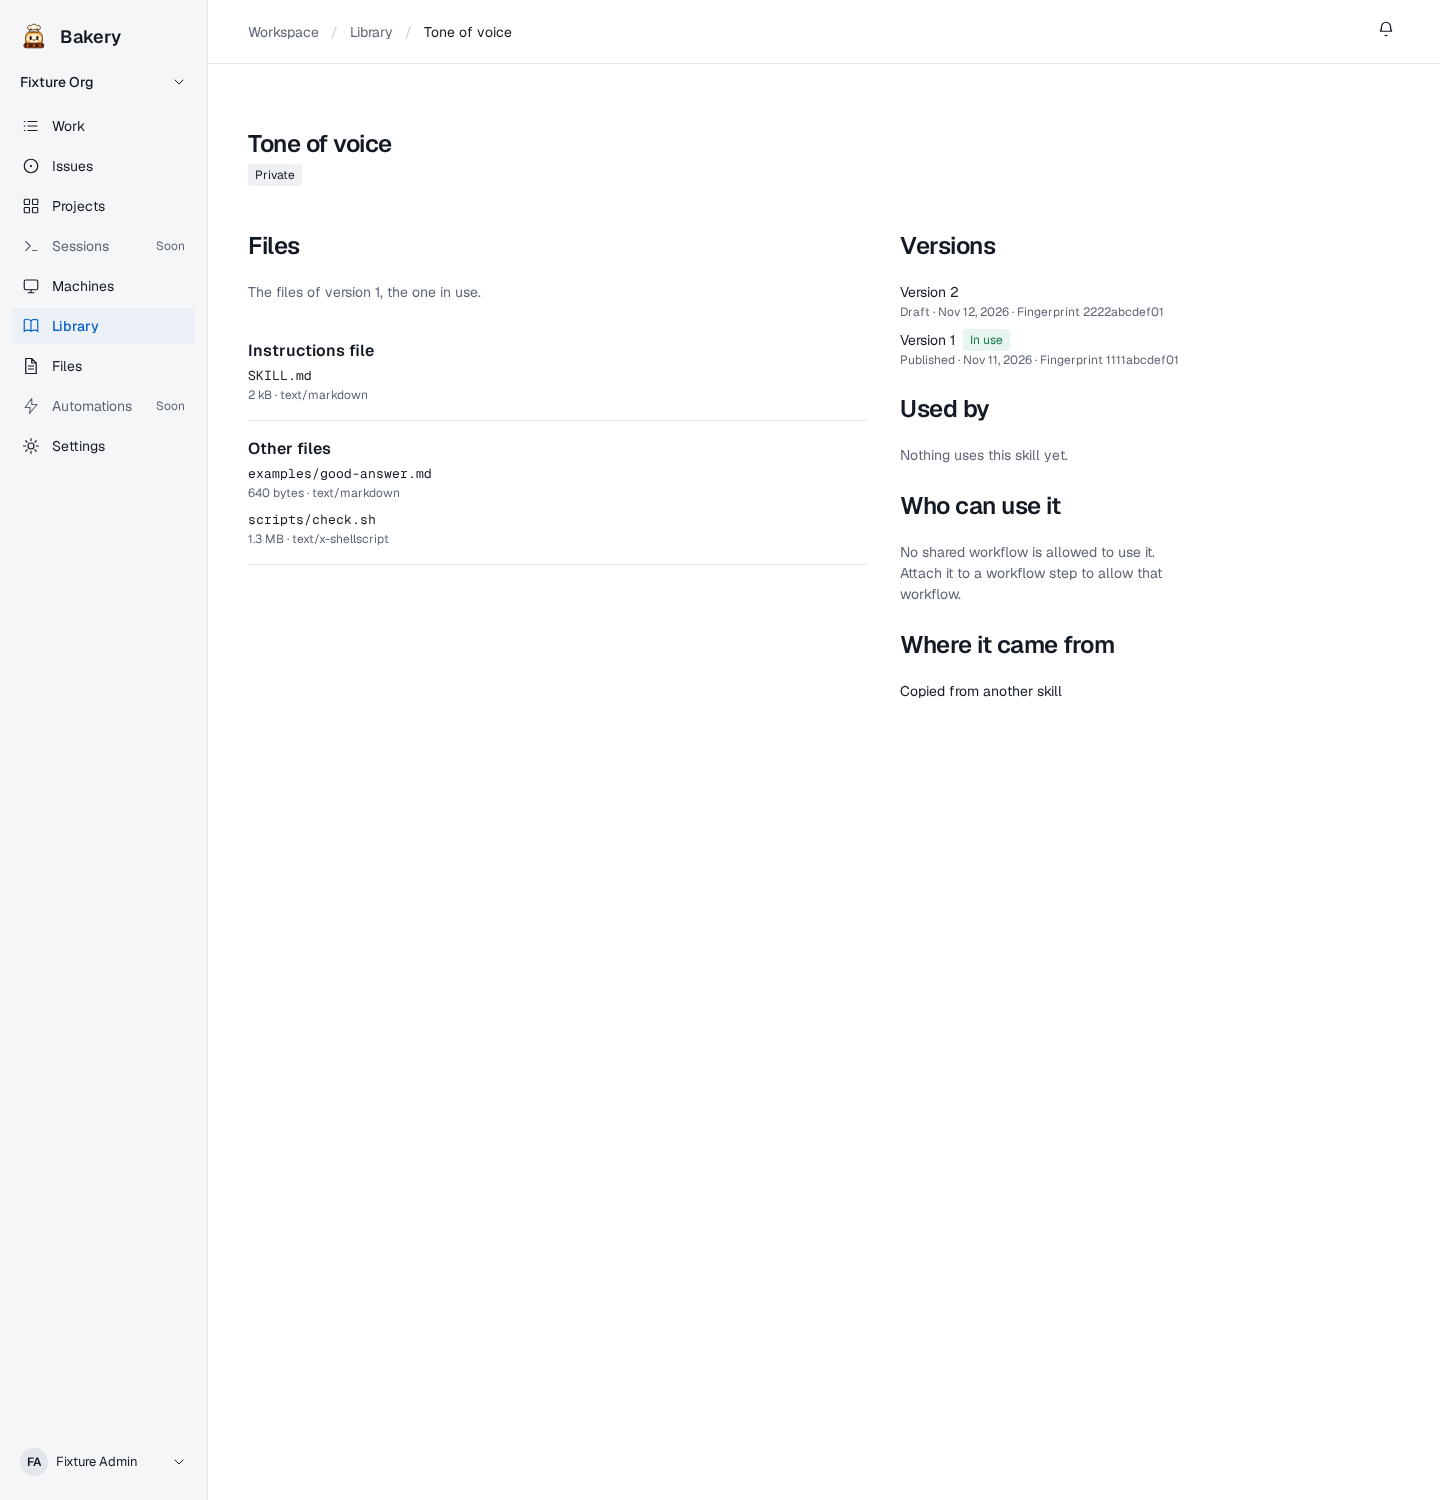 Bakery
Fixture Org
Work
Issues
Projects
Sessions Soon
Machines
Library
Files
Automations Soon
Settings
FA Fixture Admin
Workspace / Library / Tone of voice
Tone of voice
Private
Files
The files of version 1, the one in use.
Instructions file
SKILL.md
2 kB · text/markdown
Other files
examples/good-answer.md
640 bytes · text/markdown
scripts/check.sh
1.3 MB · text/x-shellscript
Versions
Version 2
Draft · Nov 12, 2026 · Fingerprint 2222abcdef01
Version 1 In use
Published · Nov 11, 2026 · Fingerprint 1111abcdef01
Used by
Nothing uses this skill yet.
Who can use it
No shared workflow is allowed to use it.
Attach it to a workflow step to allow that
workflow.
Where it came from
Copied from another skill